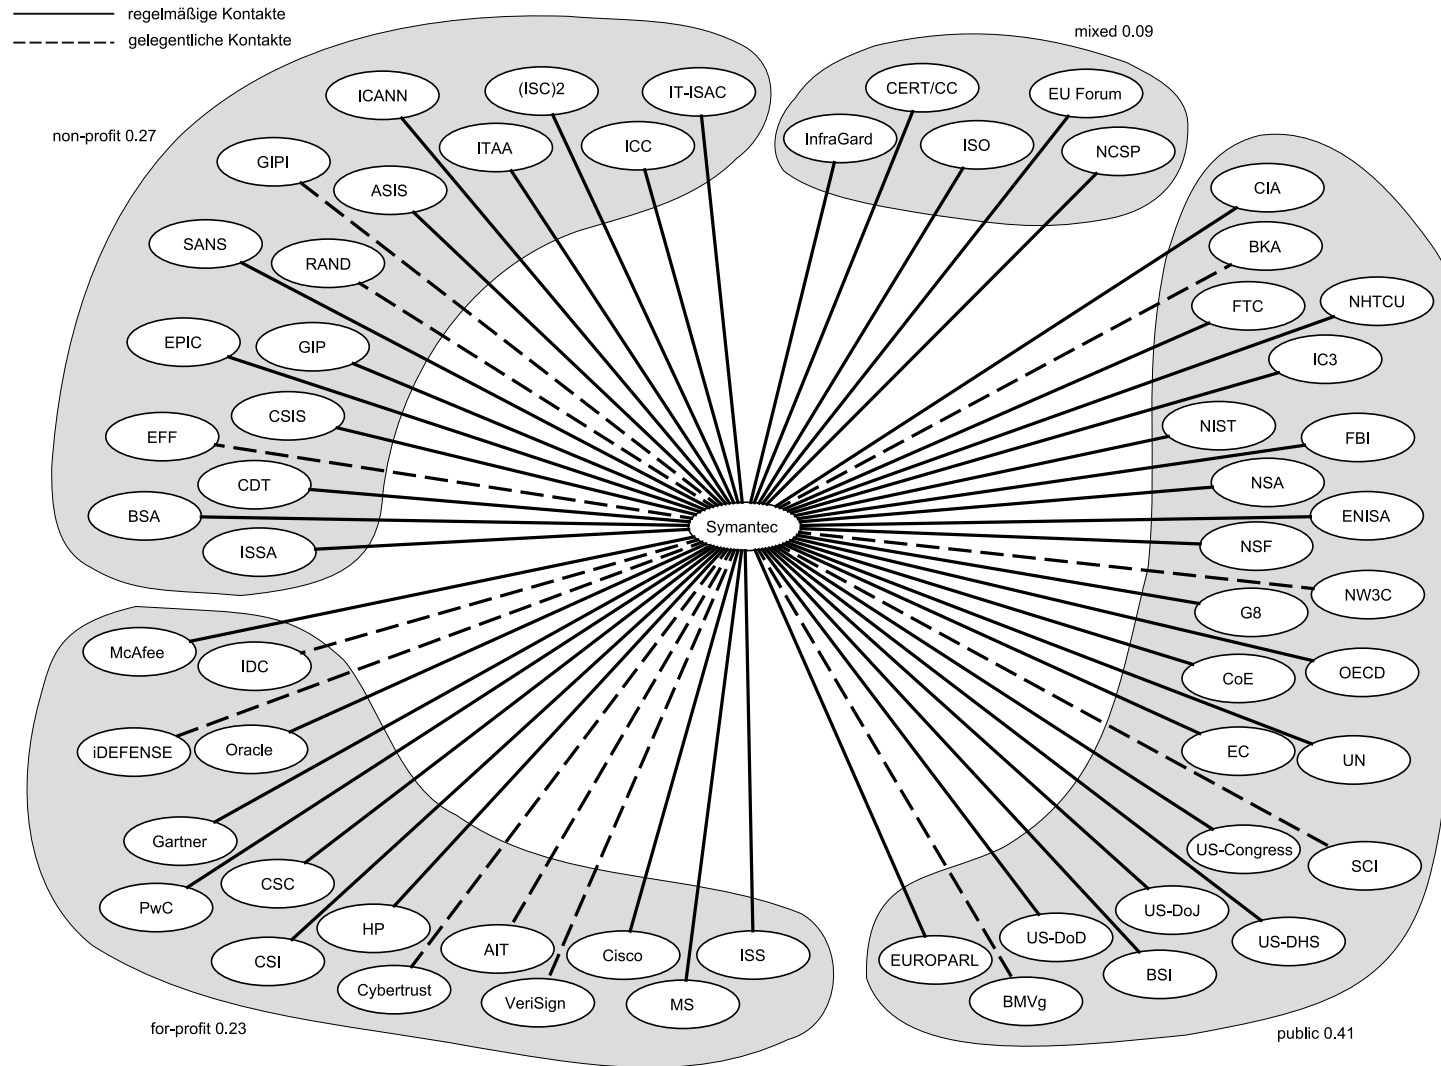 regelmäßige Kontakte
gelegentliche Kontakte
mixed 0.09
non-profit 0.27
ICANN
(ISC)2
IT-ISAC
ITAA
ICC
GIPI
ASIS
SANS
RAND
EPIC
GIP
CSIS
EFF
CDT
BSA
ISSA
CERT/CC
EU Forum
InfraGard
ISO
NCSP
CIA
BKA
FTC
NHTCU
IC3
NIST
FBI
NSA
ENISA
NSF
NW3C
G8
OECD
CoE
EC
UN
US-Congress
SCI
US-DoJ
US-DHS
US-DoD
BSI
EUROPARL
BMVg
Symantec
McAfee
IDC
iDEFENSE
Oracle
Gartner
CSC
PwC
HP
CSI
AIT
Cybertrust
VeriSign
Cisco
MS
ISS
for-profit 0.23
public 0.41